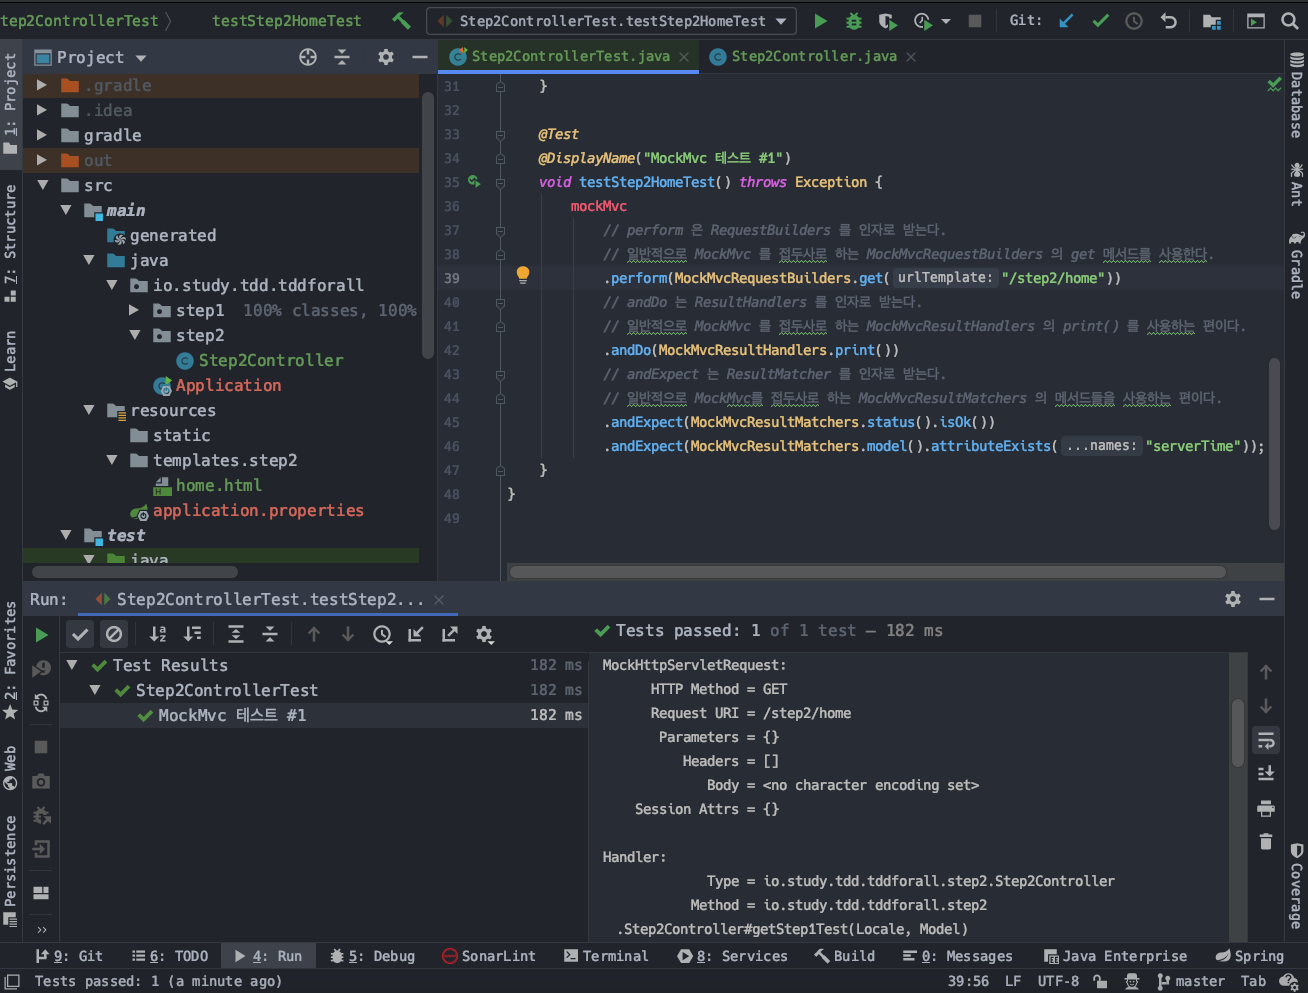 tep2ControllerTest
testStep2HomeTest
Step2ControllerTest.testStep2HomeTest
Git:
Project
Step2ControllerTest.java
Step2Controller.java
1: Project
7: Structure
Learn
2: Favorites
Web
Persistence
.gradle
.idea
gradle
out
src
main
generated
java
io.study.tdd.tddforall
step1 100% classes, 100%
step2
Step2Controller
Application
resources
static
templates.step2
home.html
application.properties
test
java
31 }
32
33 @Test
34 @DisplayName("MockMvc 테스트 #1")
35 void testStep2HomeTest() throws Exception {
36 mockMvc
37 // perform 은 RequestBuilders 를 인자로 받는다.
38 // 일반적으로 MockMvc 를 접두사로 하는 MockMvcRequestBuilders 의 get 메서드를 사용한다.
39 .perform(MockMvcRequestBuilders.get( urlTemplate: "/step2/home"))
40 // andDo 는 ResultHandlers 를 인자로 받는다.
41 // 일반적으로 MockMvc 를 접두사로 하는 MockMvcResultHandlers 의 print() 를 사용하는 편이다.
42 .andDo(MockMvcResultHandlers.print())
43 // andExpect 는 ResultMatcher 를 인자로 받는다.
44 // 일반적으로 MockMvc를 접두사로 하는 MockMvcResultMatchers 의 메서드들을 사용하는 편이다.
45 .andExpect(MockMvcResultMatchers.status().isOk())
46 .andExpect(MockMvcResultMatchers.model().attributeExists( ...names: "serverTime"));
47 }
48 }
49
Database
Ant
Gradle
Coverage
Run: Step2ControllerTest.testStep2...
Tests passed: 1 of 1 test – 182 ms
Test Results 182 ms
Step2ControllerTest 182 ms
MockMvc 테스트 #1 182 ms
MockHttpServletRequest:
HTTP Method = GET
Request URI = /step2/home
Parameters = {}
Headers = []
Body = <no character encoding set>
Session Attrs = {}
Handler:
Type = io.study.tdd.tddforall.step2.Step2Controller
Method = io.study.tdd.tddforall.step2
.Step2Controller#getStep1Test(Locale, Model)
9: Git
6: TODO
4: Run
5: Debug
SonarLint
Terminal
8: Services
Build
0: Messages
Java Enterprise
Spring
Tests passed: 1 (a minute ago)
39:56 LF UTF-8 master Tab